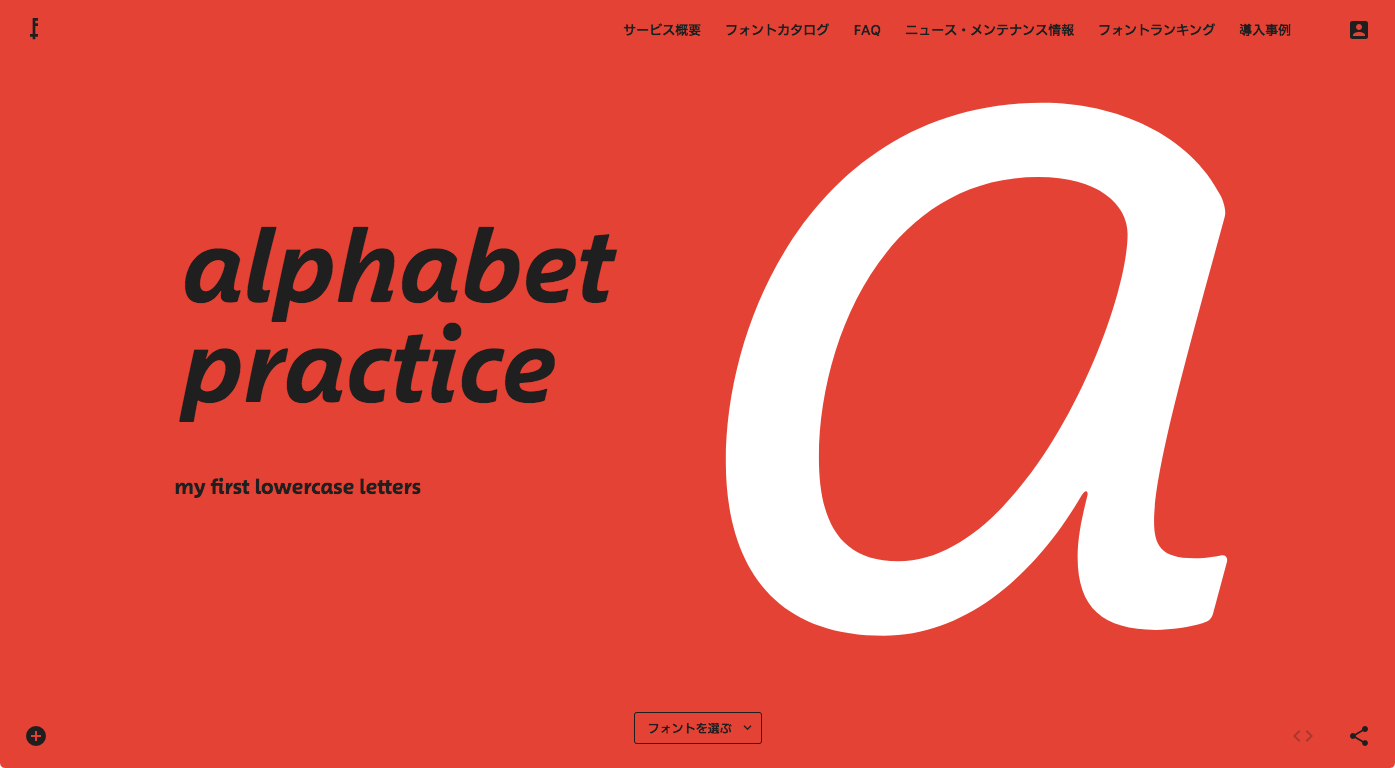 サービス概要
フォントカタログ
FAQ
ニュース・メンテナンス情報
フォントランキング
導入事例
alphabet
practice
my first lowercase letters
a
フォントを選ぶ